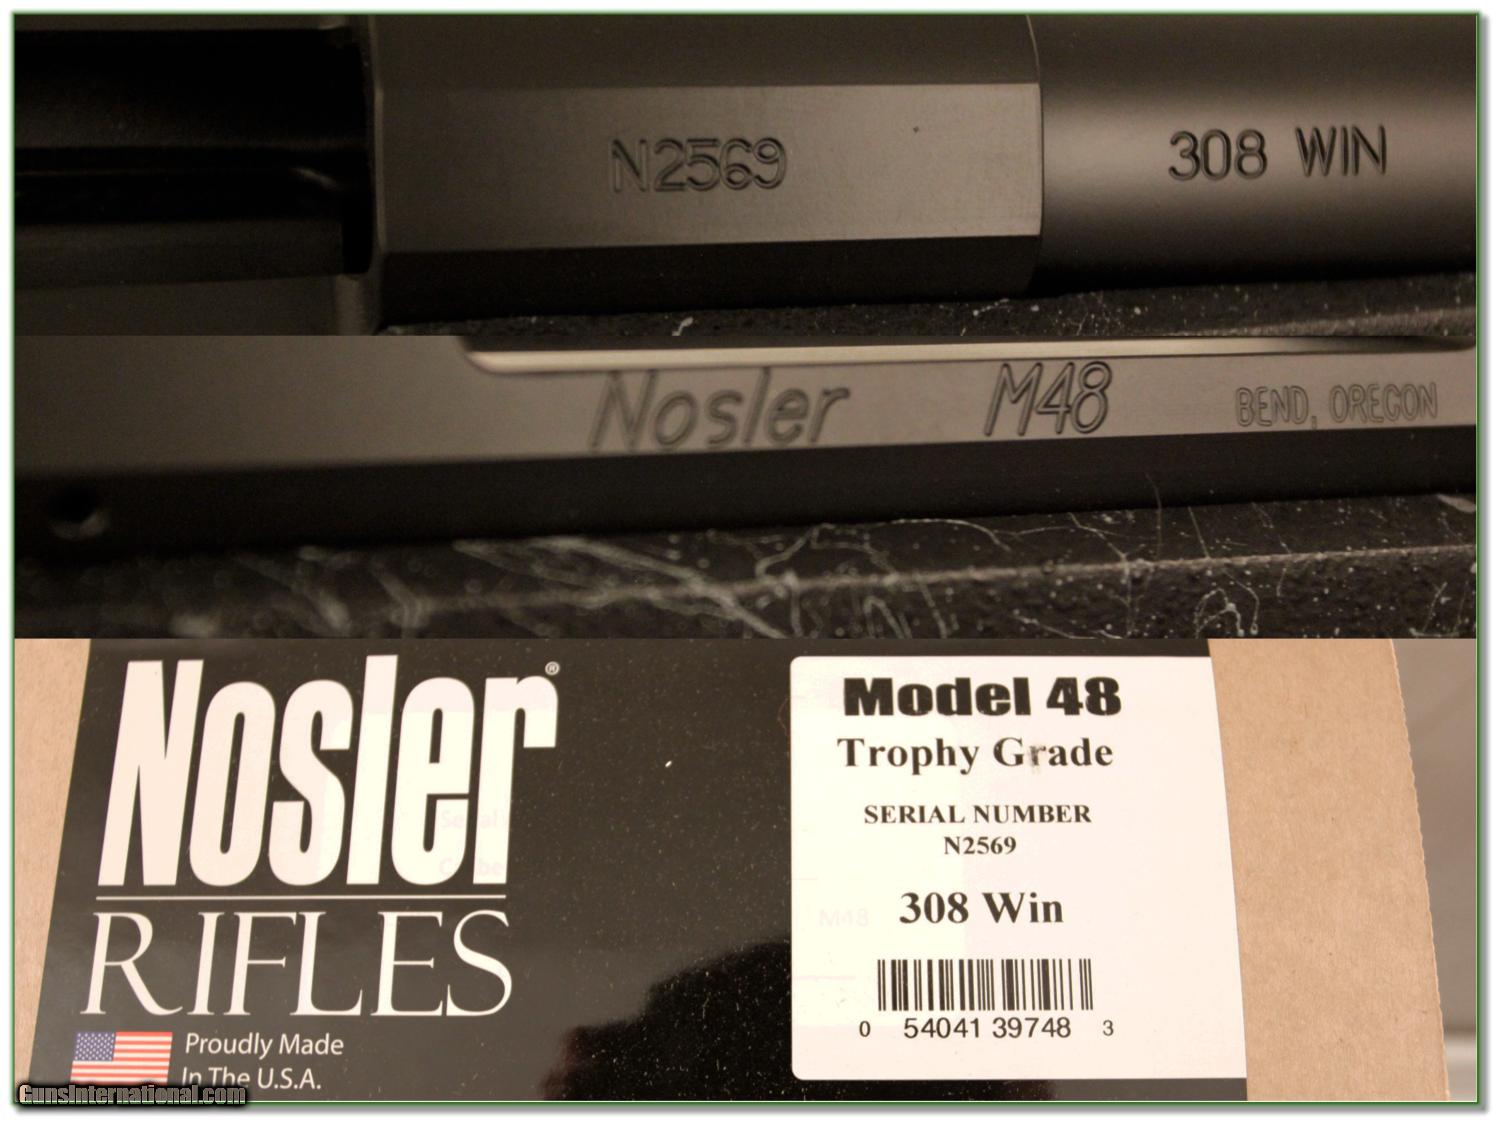 N2569
308 WIN
Nosler M48 BEND, OREGON
Nosler®
RIFLES
Proudly Made
In The U.S.A.
Model 48
Trophy Grade
SERIAL NUMBER
N2569
308 Win
0 54041 39748 3
M48
GunsInternational.com